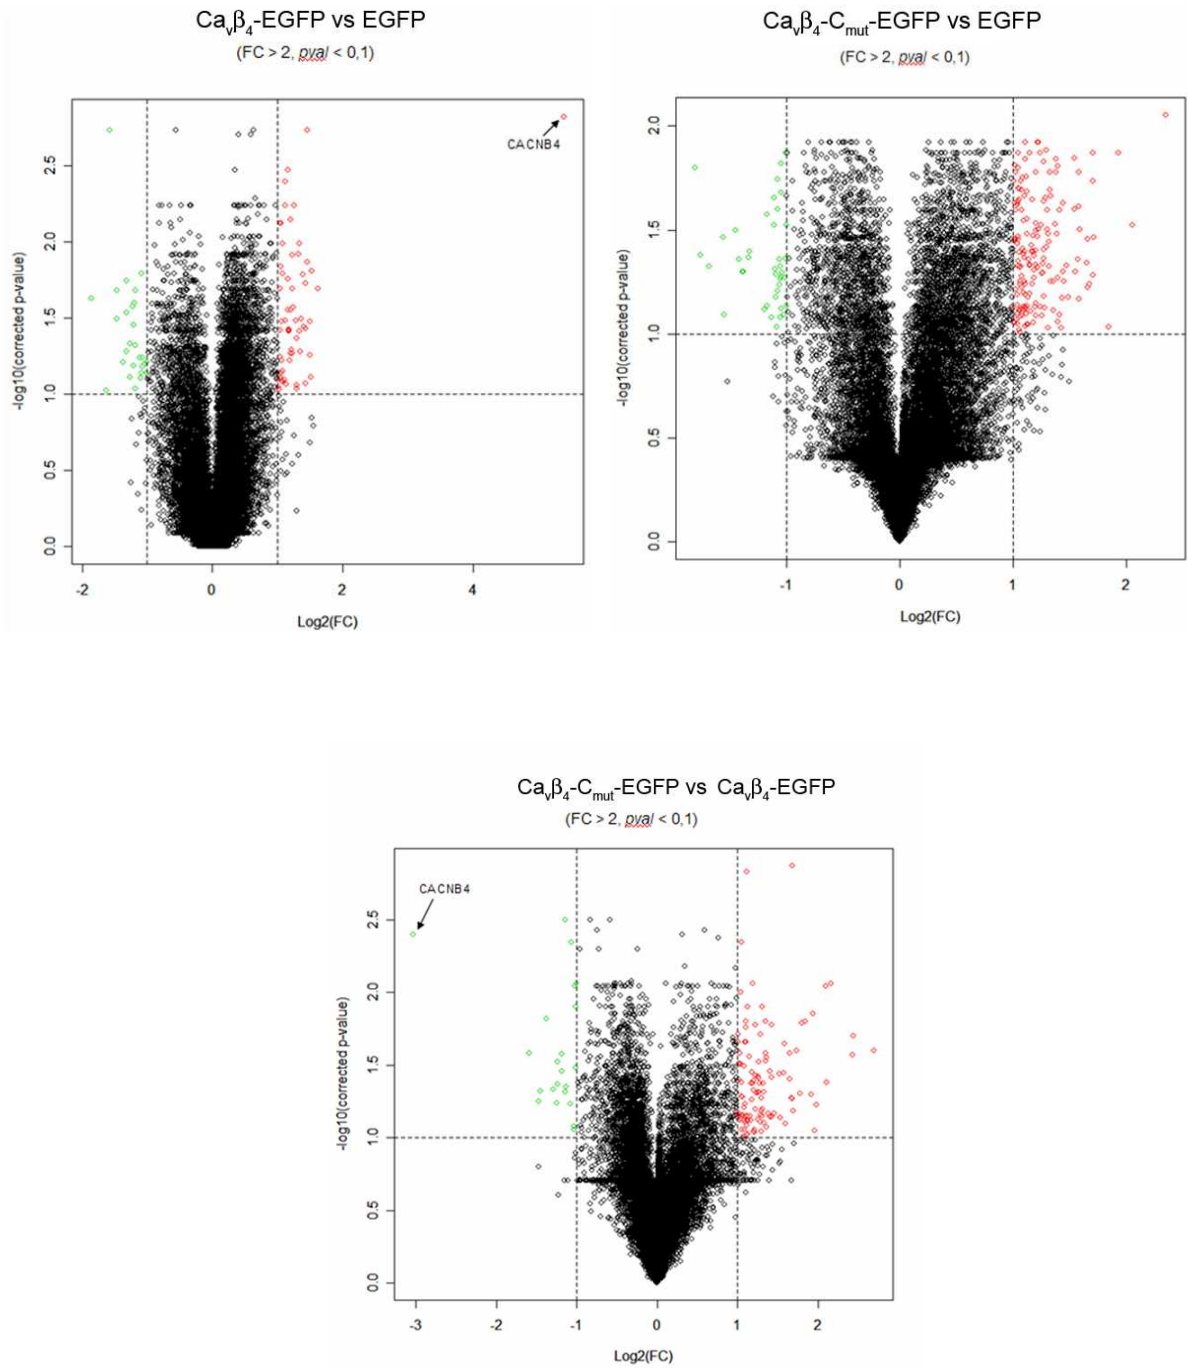 Cavβ4-EGFP vs EGFP
(FC > 2, pval < 0,1)
CACNB4
-log10(corrected p-value)
2.5
2.0
1.5
1.0
0.5
0.0
-2 0 2 4
Log2(FC)
Cavβ4-Cmut-EGFP vs EGFP
(FC > 2, pval < 0,1)
-log10(corrected p-value)
2.0
1.5
1.0
0.5
0.0
-1 0 1 2
Log2(FC)
Cavβ4-Cmut-EGFP vs Cavβ4-EGFP
(FC > 2, pval < 0,1)
CACNB4
-log10(corrected p-value)
2.5
2.0
1.5
1.0
0.5
0.0
-3 -2 -1 0 1 2
Log2(FC)